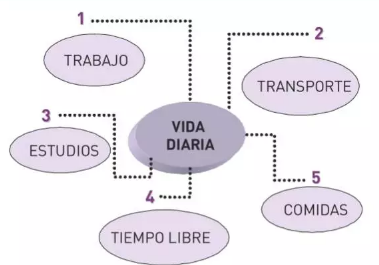 1
TRABAJO
2
TRANSPORTE
3
ESTUDIOS
VIDA
DIARIA
4
TIEMPO LIBRE
5
COMIDAS